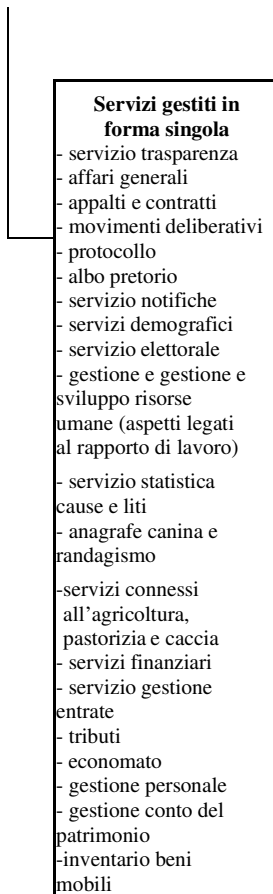 Servizi gestiti in
forma singola
- servizio trasparenza
- affari generali
- appalti e contratti
- movimenti deliberativi
- protocollo
- albo pretorio
- servizio notifiche
- servizi demografici
- servizio elettorale
- gestione e gestione e
sviluppo risorse
umane (aspetti legati
al rapporto di lavoro)
- servizio statistica
cause e liti
- anagrafe canina e
randagismo
-servizi connessi
all'agricoltura,
pastorizia e caccia
- servizi finanziari
- servizio gestione
entrate
- tributi
- economato
- gestione personale
- gestione conto del
patrimonio
-inventario beni
mobili